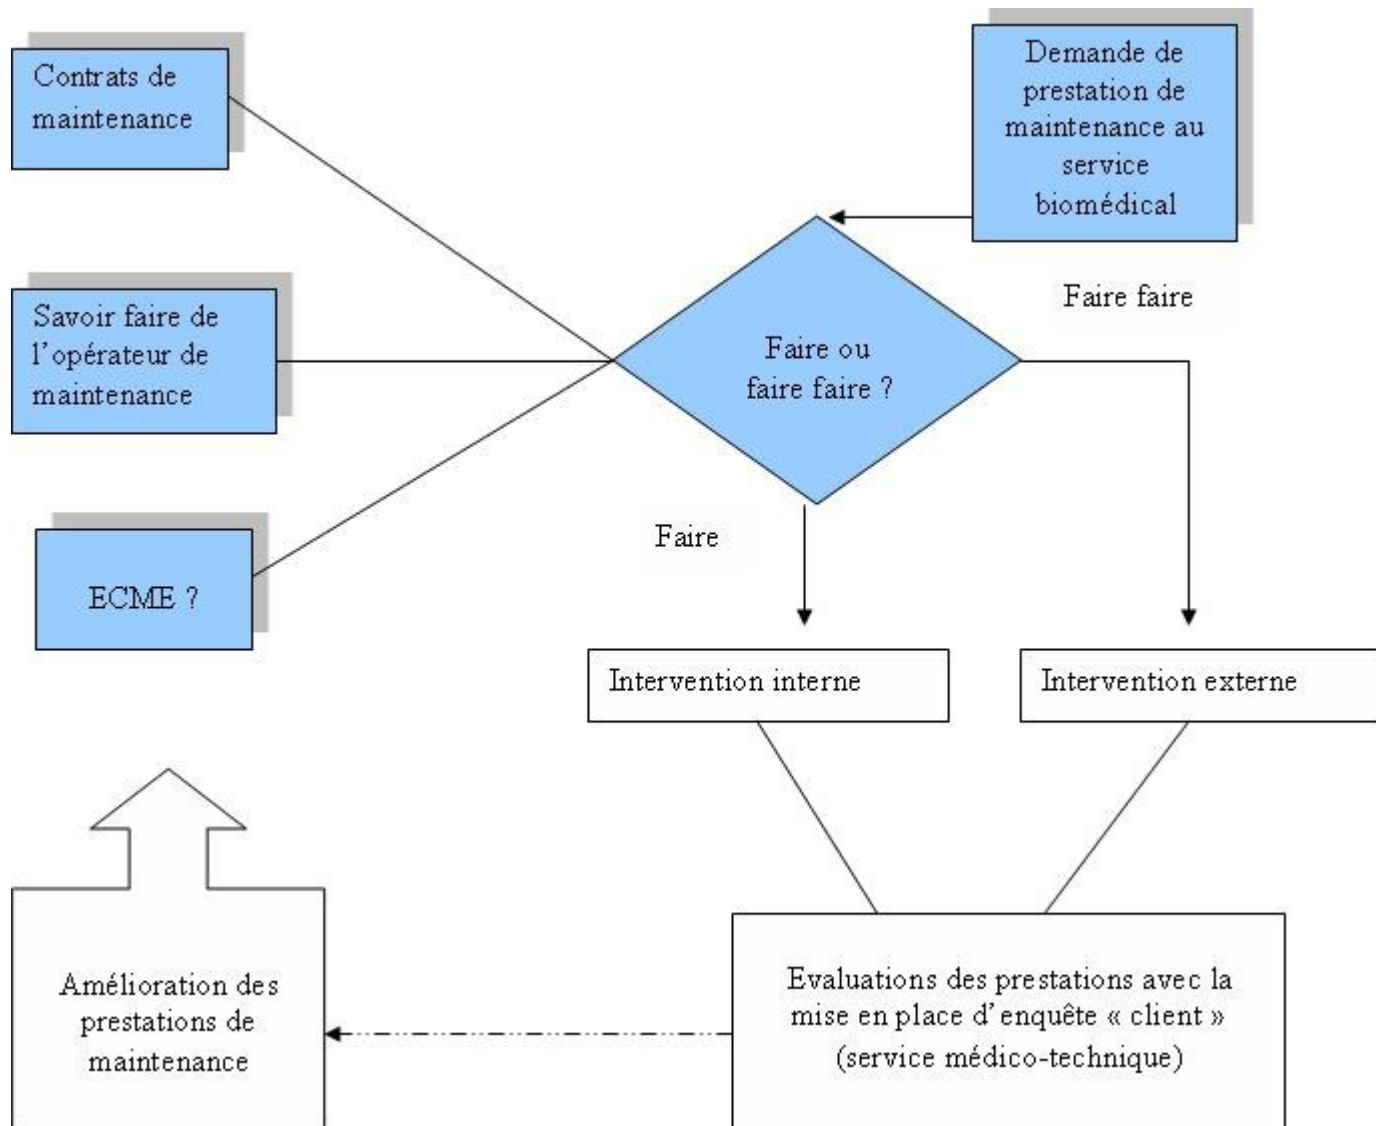 Contrats de
maintenance
Demande de
prestation de
maintenance au
service
biomédical
Faire faire
Savoir faire de
l'opérateur de
maintenance
Faire ou
faire faire ?
Faire
ECME ?
Intervention interne
Intervention externe
Amélioration des
prestations de
maintenance
Evaluations des prestations avec la
mise en place d'enquête « client »
(service médico-technique)